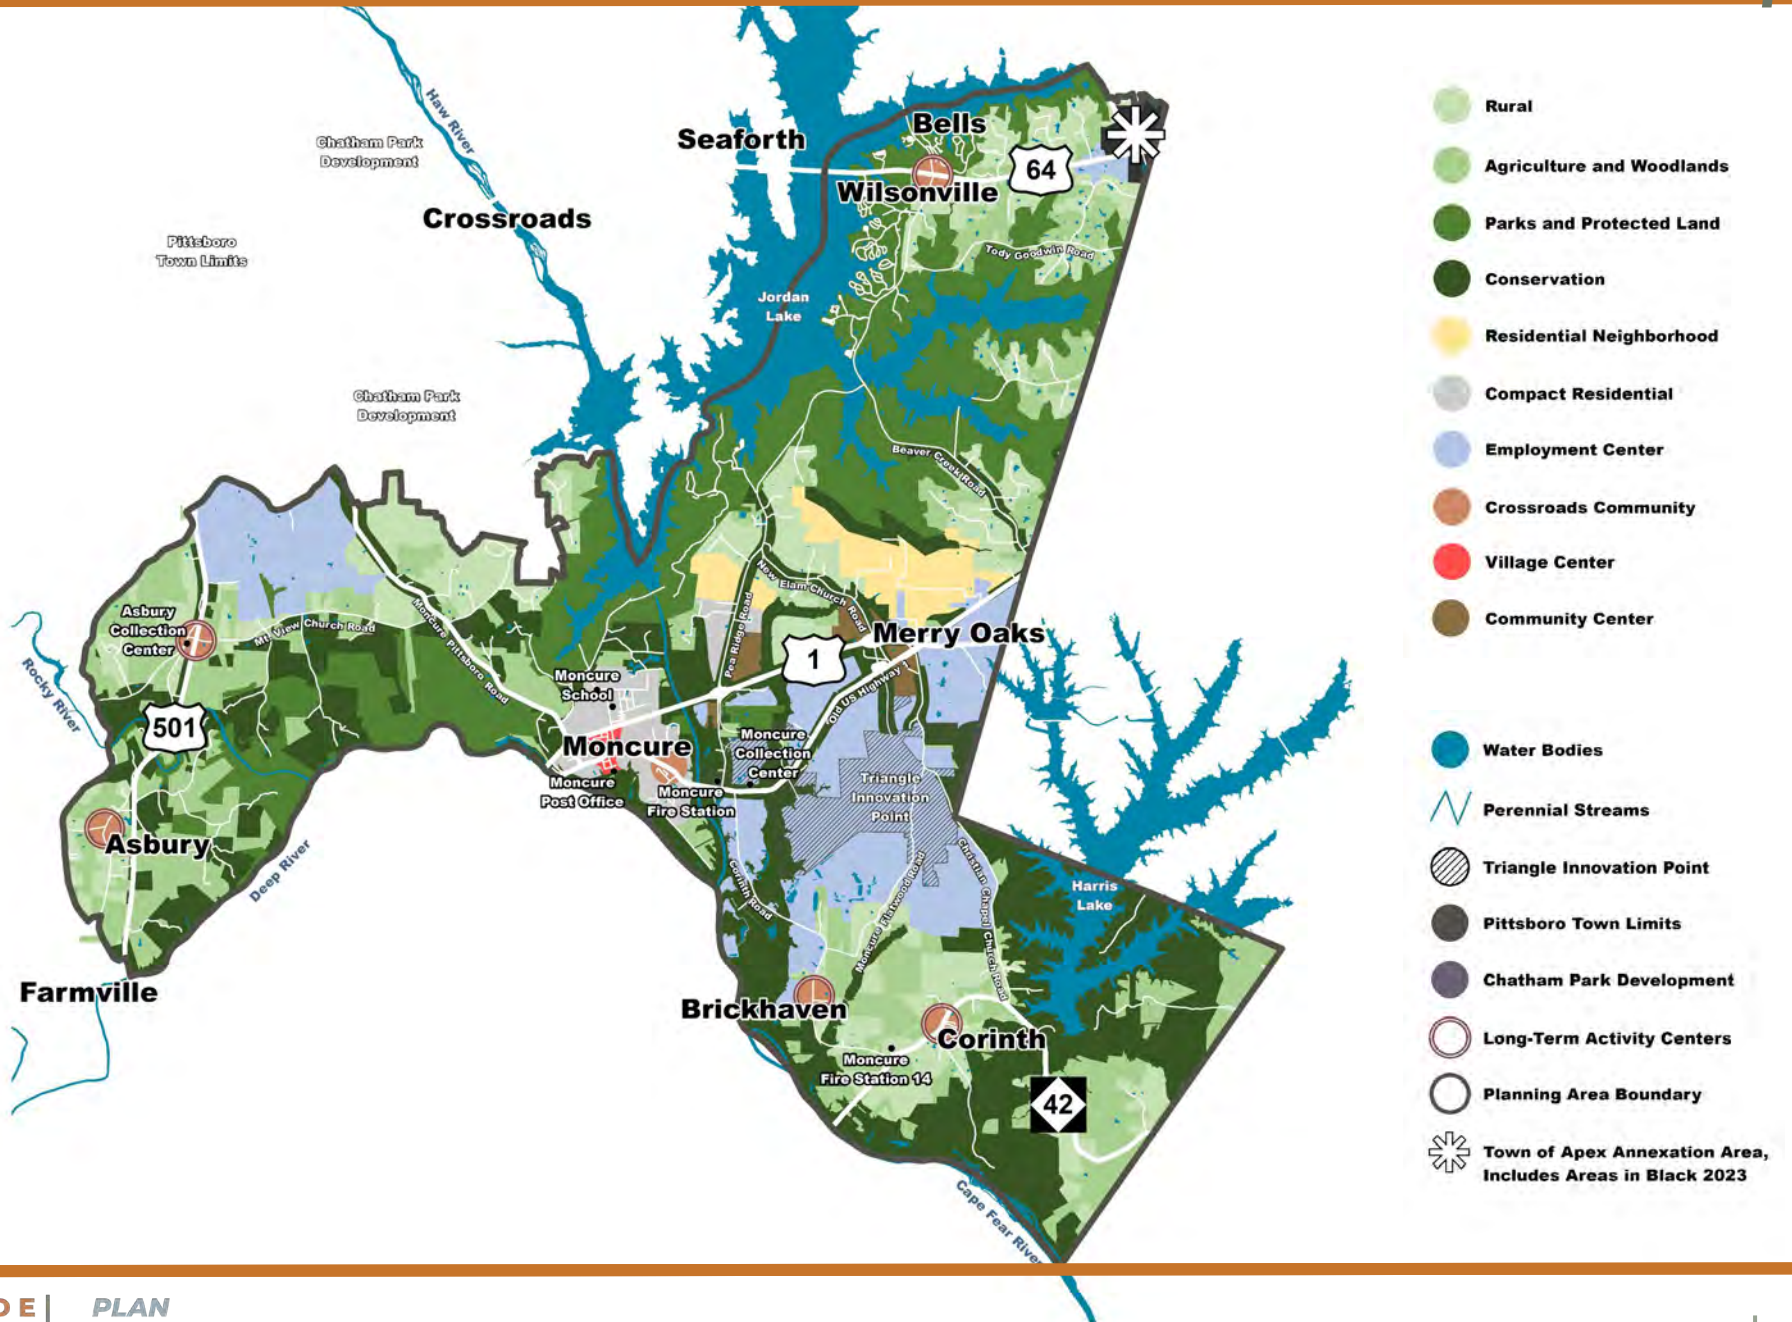 Haw River
Chatham Park
Development
Crossroads
Pittsboro
Town Limits
Chatham Park
Development
Seaforth
Bells
Wilsonville
64
Tody Goodwin Road
Jordan
Lake
Beaver Creek Road
New Elam Church Road
Pea Ridge Road
Merry Oaks
1
Old US Highway 1
Asbury
Collection
Center
Mt View Church Road
Moncure Pittsboro Road
Rocky River
501
Moncure
School
Moncure
Moncure
Post Office
Moncure
Fire Station
Moncure
Collection
Center
Triangle
Innovation
Point
Asbury
Deep River
Farmville
Corinth Road
Moncure Flatwood Road
Christian Chapel Church Road
Harris
Lake
Brickhaven
Corinth
Moncure
Fire Station 14
42
Cape Fear River
Rural
Agriculture and Woodlands
Parks and Protected Land
Conservation
Residential Neighborhood
Compact Residential
Employment Center
Crossroads Community
Village Center
Community Center
Water Bodies
Perennial Streams
Triangle Innovation Point
Pittsboro Town Limits
Chatham Park Development
Long-Term Activity Centers
Planning Area Boundary
Town of Apex Annexation Area,
Includes Areas in Black 2023
DE| PLAN